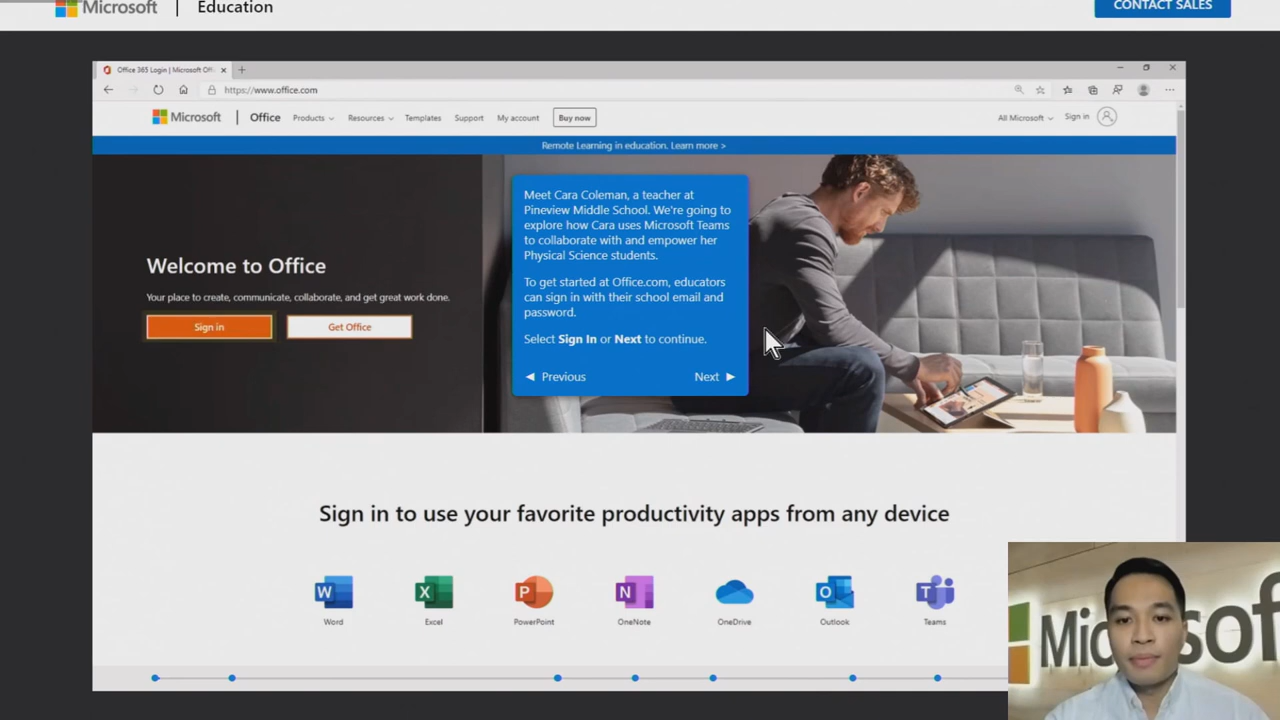 Microsoft | Education
CONTACT SALES
Office 365 Login | Microsoft Off
https://www.office.com
Microsoft | Office Products Resources Templates Support My account Buy now All Microsoft Sign in
Remote Learning in education. Learn more >
Meet Cara Coleman, a teacher at
Pineview Middle School. We're going to
explore how Cara uses Microsoft Teams
to collaborate with and empower her
Physical Science students.
To get started at Office.com, educators
can sign in with their school email and
password.
Select Sign In or Next to continue.
◄ Previous Next ►
Welcome to Office
Your place to create, communicate, collaborate, and get great work done.
Sign in Get Office
Sign in to use your favorite productivity apps from any device
W X P N O T
Word Excel PowerPoint OneNote OneDrive Outlook Teams
Microsof